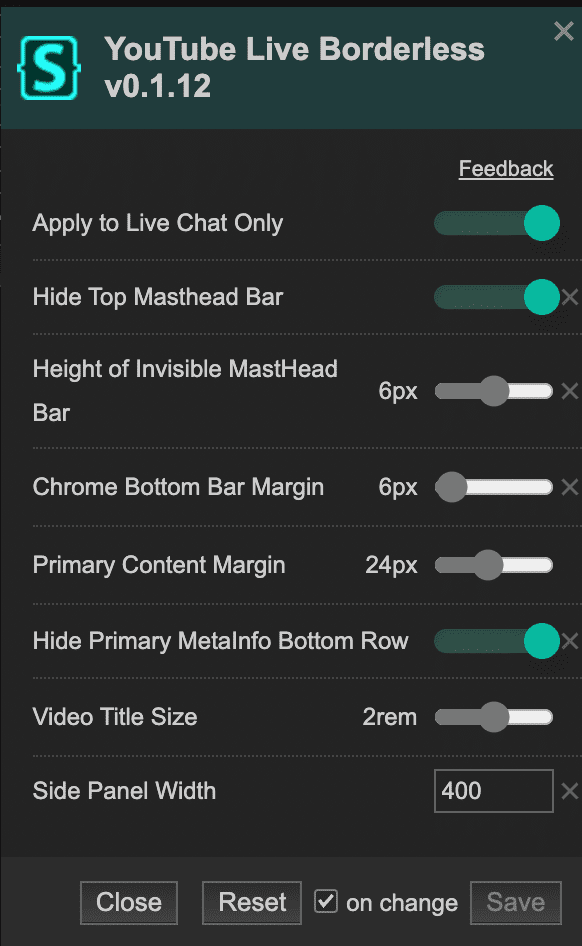 YouTube Live Borderless
v0.1.12
Feedback
Apply to Live Chat Only
Hide Top Masthead Bar
Height of Invisible MastHead
Bar 6px
Chrome Bottom Bar Margin 6px
Primary Content Margin 24px
Hide Primary MetaInfo Bottom Row
Video Title Size 2rem
Side Panel Width 400
Close Reset on change Save